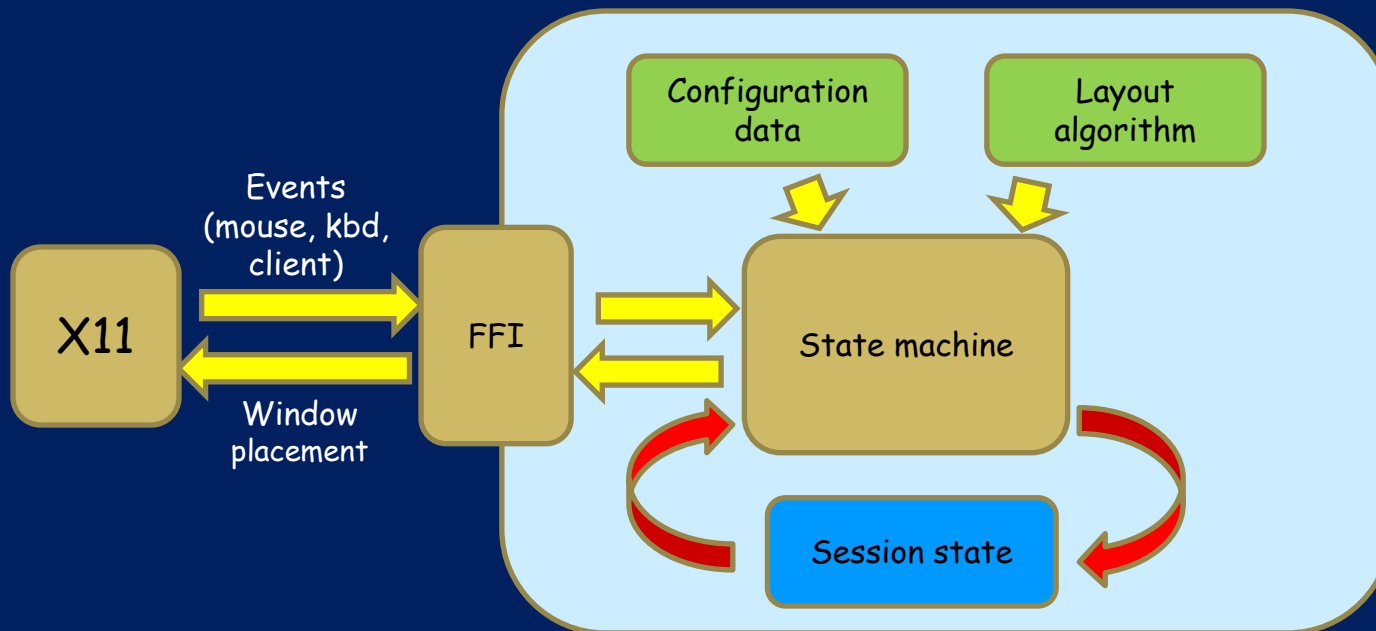 Configuration
data
Layout
algorithm
Events
(mouse, kbd,
client)
X11
FFI
State machine
Window
placement
Session state